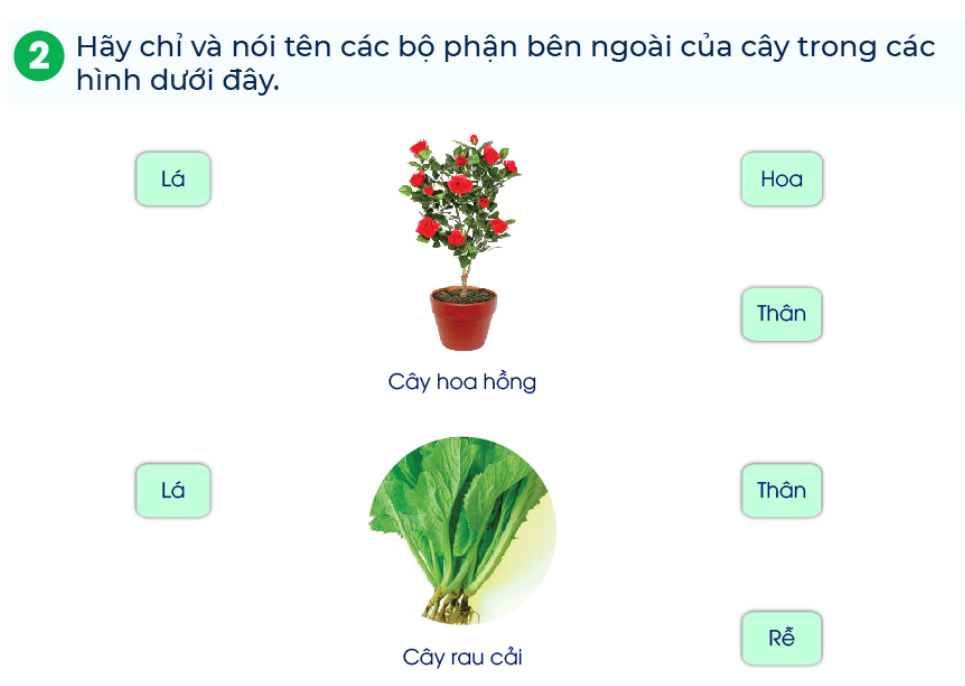 2 Hãy chỉ và nói tên các bộ phận bên ngoài của cây trong các
hình dưới đây.
Lá
Hoa
Thân
Cây hoa hồng
Lá
Thân
Rễ
Cây rau cải